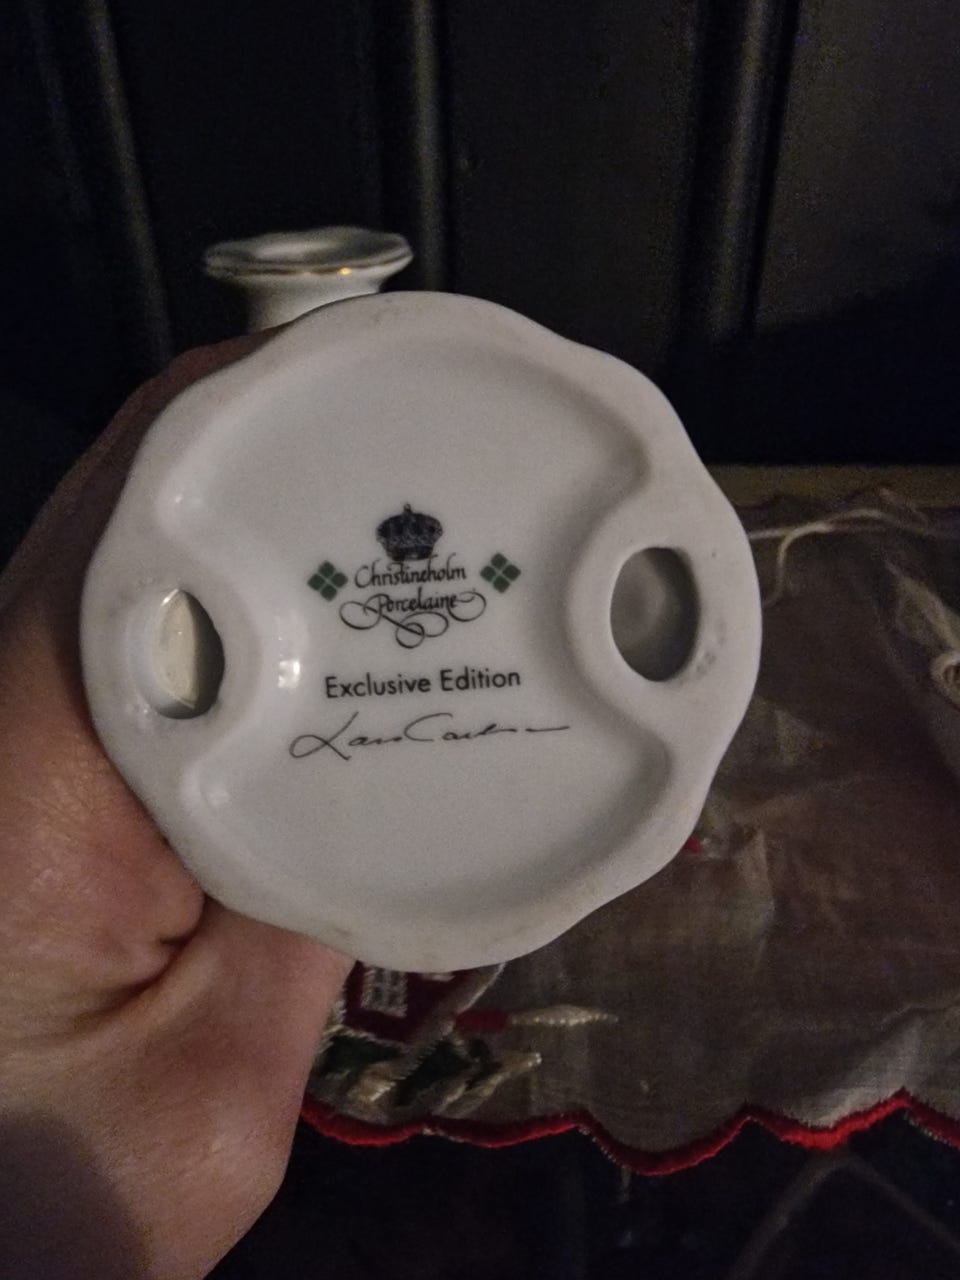 Christineholm
Porcelaine
Exclusive Edition